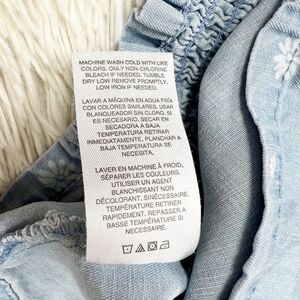 MACHINE WASH COLD WITH LIKE
COLORS, ONLY NON-CHLORINE
BLEACH IF NEEDED. TUMBLE
DRY LOW REMOVE PROMPTLY.
LOW IRON IF NEEDED.
LAVAR A MÁQUINA EN AGUA FRÍA
CON COLORES SIMILARES. USAR
BLANQUEADOR SIN CLORO, SI
ES NECESARIO. SECAR EN
SECADORA A BAJA
TEMPERATURA RETIRAR
INMEDIATAMENTE, PLANCHAR A
BAJA TEMPERATURA SI SE
NECESITA.
LAVER EN MACHINE À FROID,
SÉPARER LES COULEURS,
UTILISER UN AGENT
BLANCHISSANT NON
DÉCOLORANT, SINÉCESSAIRE.
TEMPÉRATURE RETIRER
RAPIDEMENT, REPASSER À
BASSE TEMPÉRATURE SI
NÉCESSAIRE.